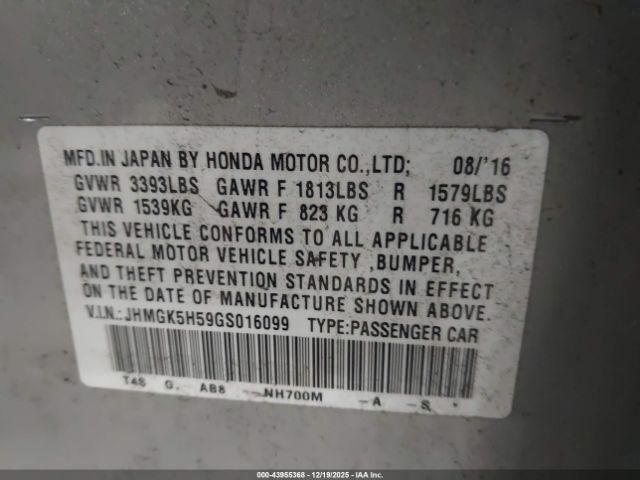 MFD.IN JAPAN BY HONDA MOTOR CO.,LTD; 08/'16
GVWR 3393LBS GAWR F 1813LBS R 1579LBS
GVWR 1539KG GAWR F 823 KG R 716 KG
THIS VEHICLE CONFORMS TO ALL APPLICABLE
FEDERAL MOTOR VEHICLE SAFETY ,BUMPER,
AND THEFT PREVENTION STANDARDS IN EFFECT
ON THE DATE OF MANUFACTURE SHOWN ABOVE.
V.I.N.:JHMGK5H59GS016099 TYPE:PASSENGER CAR
T4S G. AB8 NH700M -A -S
000-43955368 - 12/19/2025 - IAA Inc.